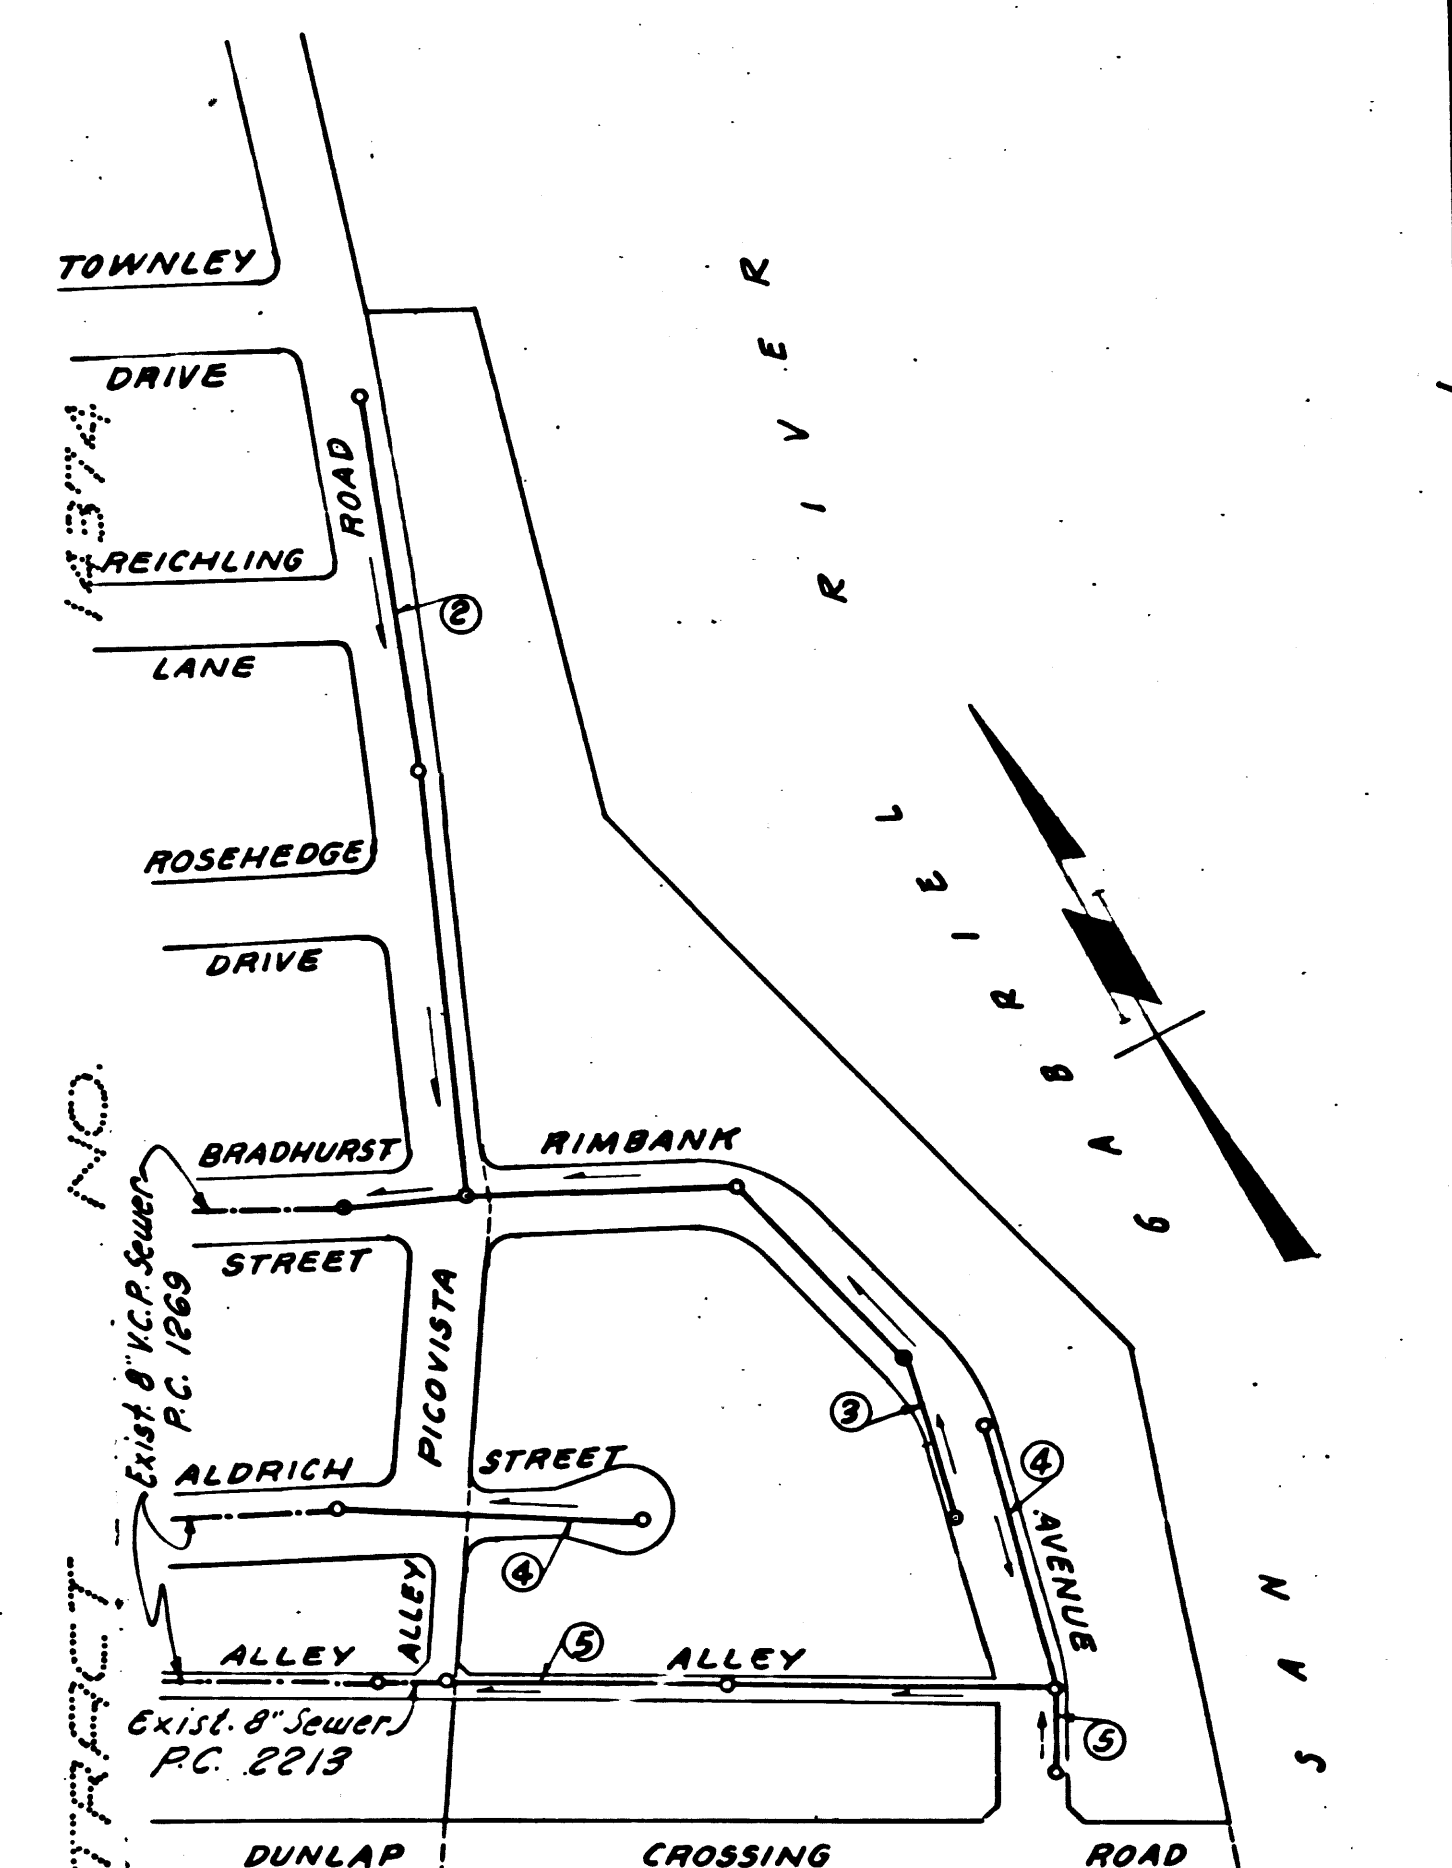 TOWNLEY
DRIVE
14374
ROAD
REICHLING
LANE
2
ROSEHEDGE
DRIVE
NO.
BRADHURST
STREET
RIMBANK
AVENUE
Exist. 8" V.C.P. Sewer
P.C. 1269
PICOVISTA
3
4
ALDRICH
STREET
4
ALLEY
ALLEY
5
ALLEY
Exist. 8" Sewer
P.C. 2213
5
TRACT
DUNLAP CROSSING ROAD
SAN GABRIEL RIVER